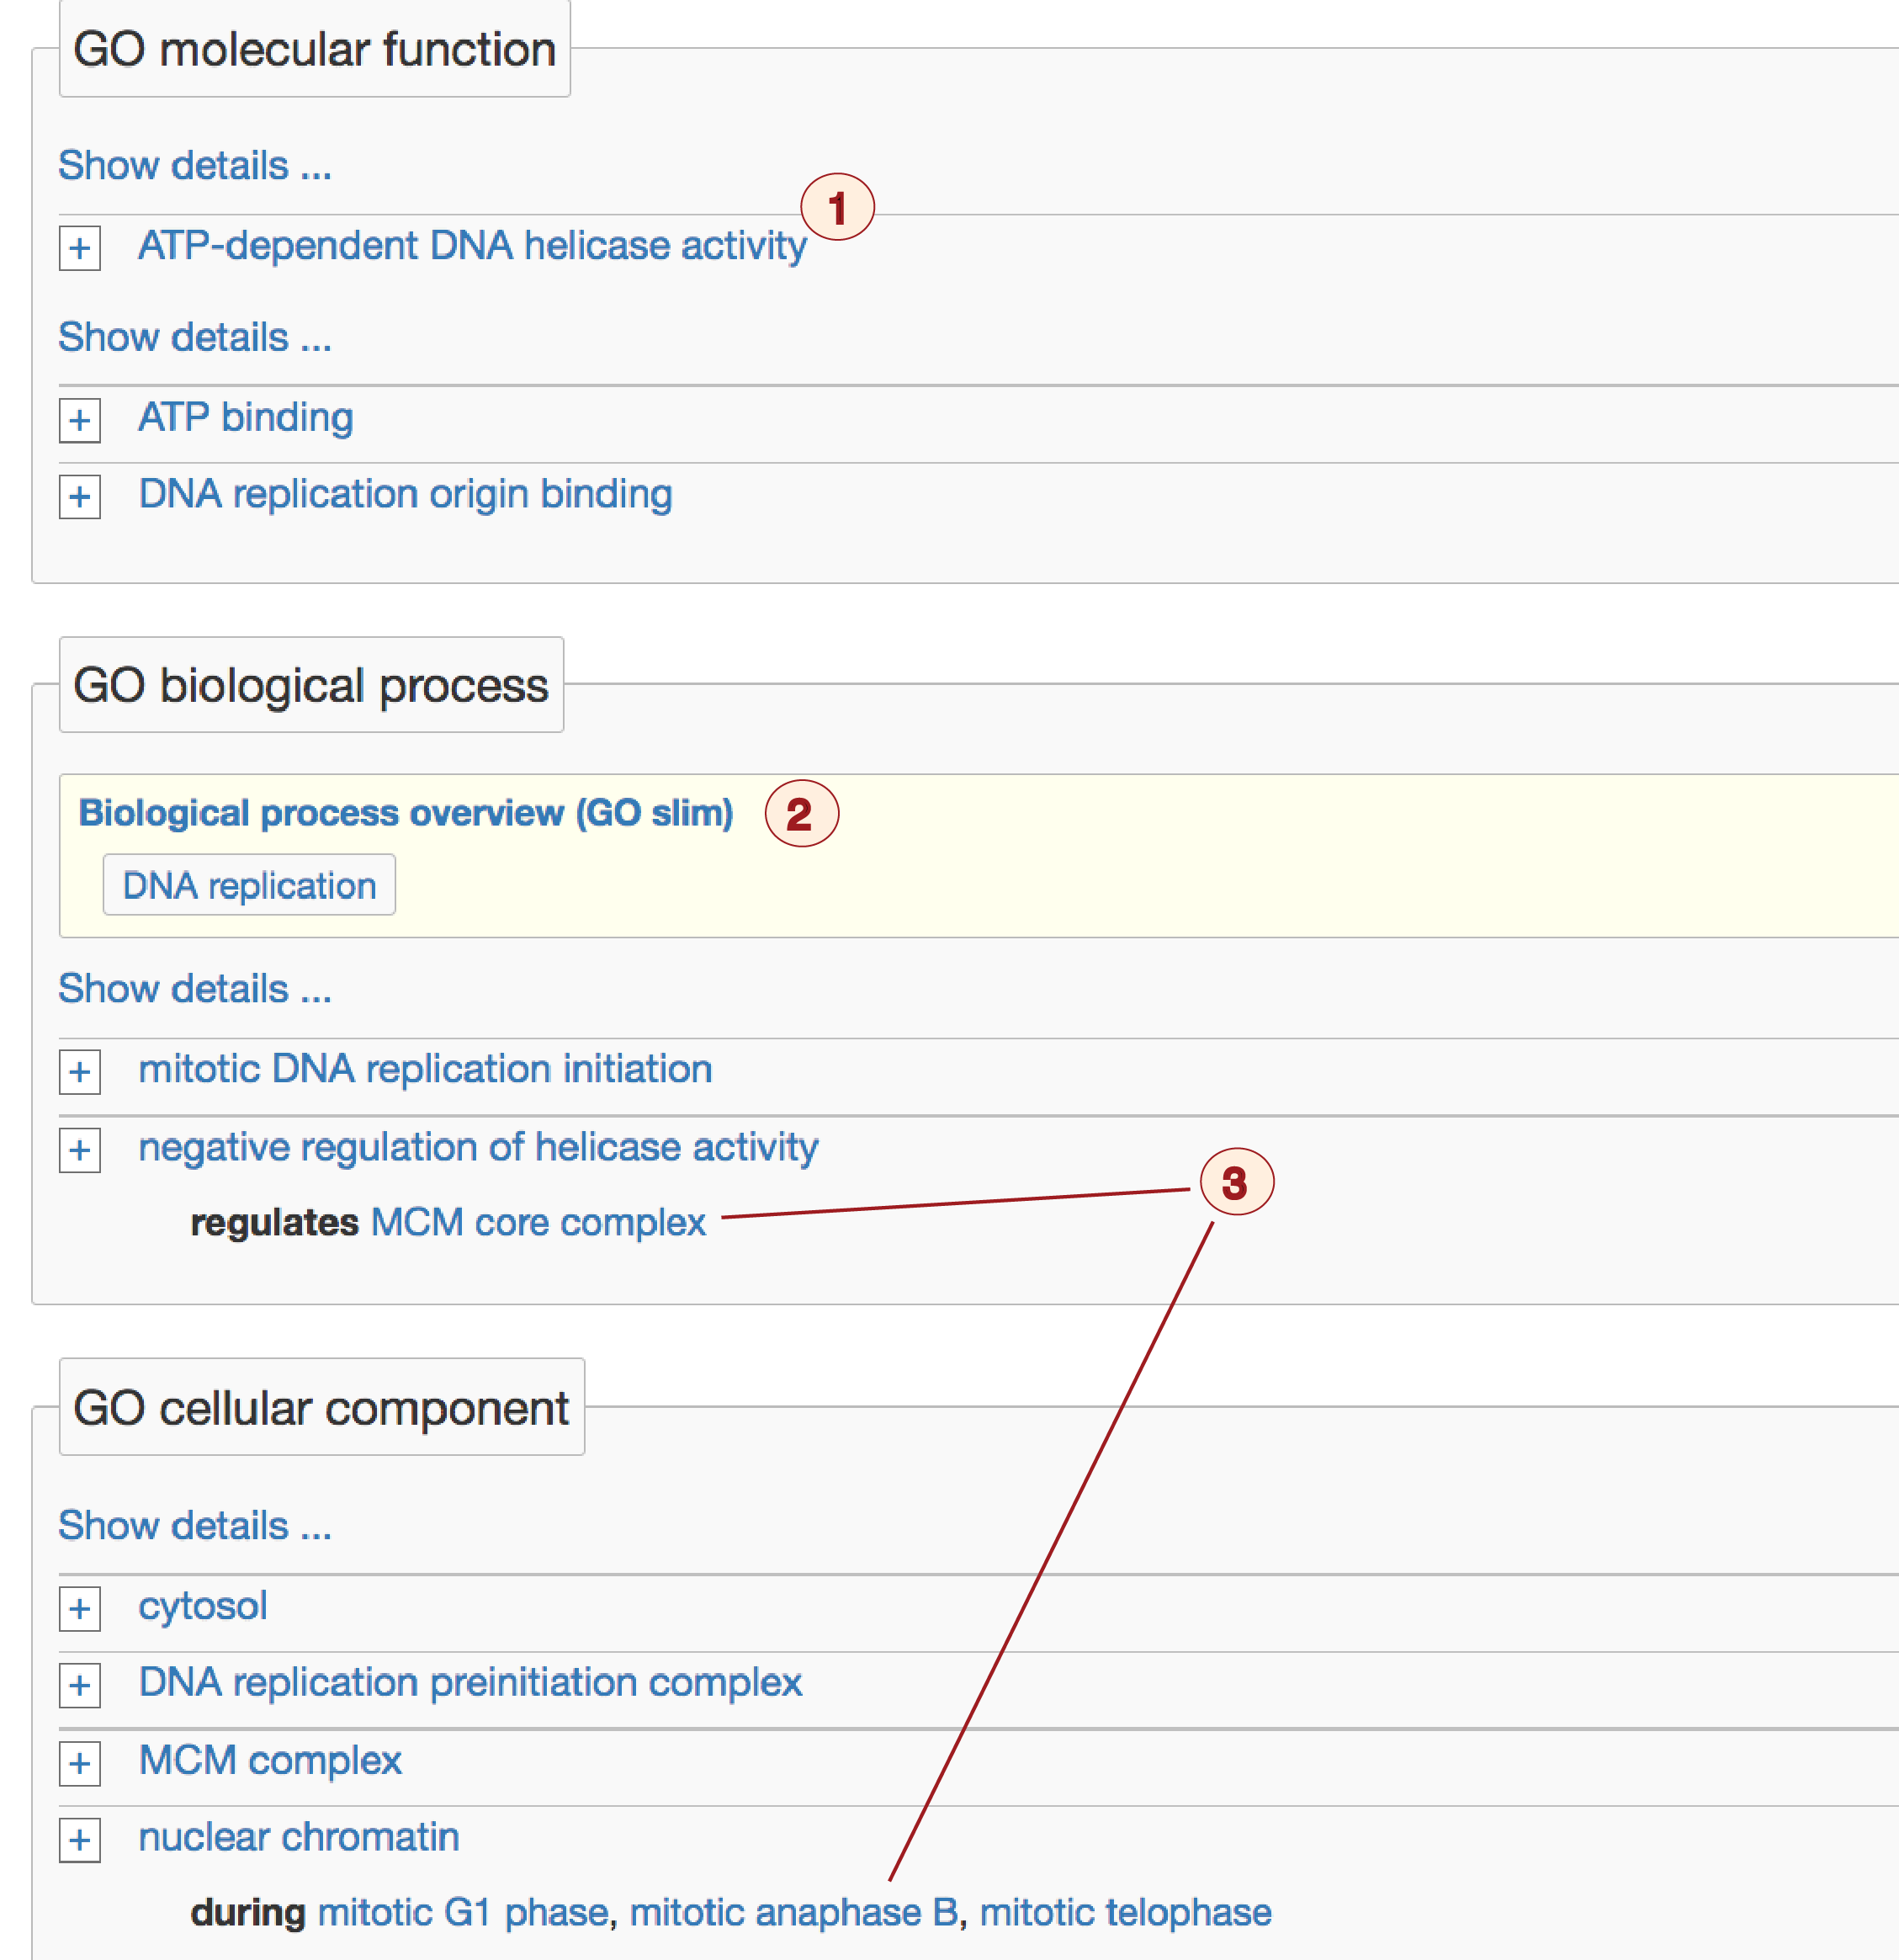 GO molecular function
Show details ...
1
+ ATP-dependent DNA helicase activity
Show details ...
+ ATP binding
+ DNA replication origin binding
GO biological process
Biological process overview (GO slim) 2
DNA replication
Show details ...
+ mitotic DNA replication initiation
+ negative regulation of helicase activity
3
regulates MCM core complex
GO cellular component
Show details ...
+ cytosol
+ DNA replication preinitiation complex
+ MCM complex
+ nuclear chromatin
during mitotic G1 phase, mitotic anaphase B, mitotic telophase